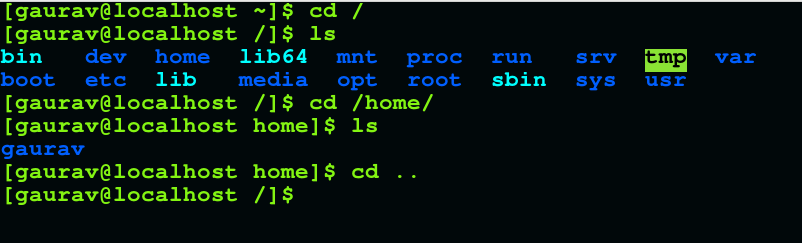 [gaurav@localhost ~]$ cd /
[gaurav@localhost /]$ ls
bin   dev  home  lib64  mnt  proc  run   srv  tmp  var
boot  etc  lib   media  opt  root  sbin  sys  usr
[gaurav@localhost /]$ cd /home/
[gaurav@localhost home]$ ls
gaurav
[gaurav@localhost home]$ cd ..
[gaurav@localhost /]$